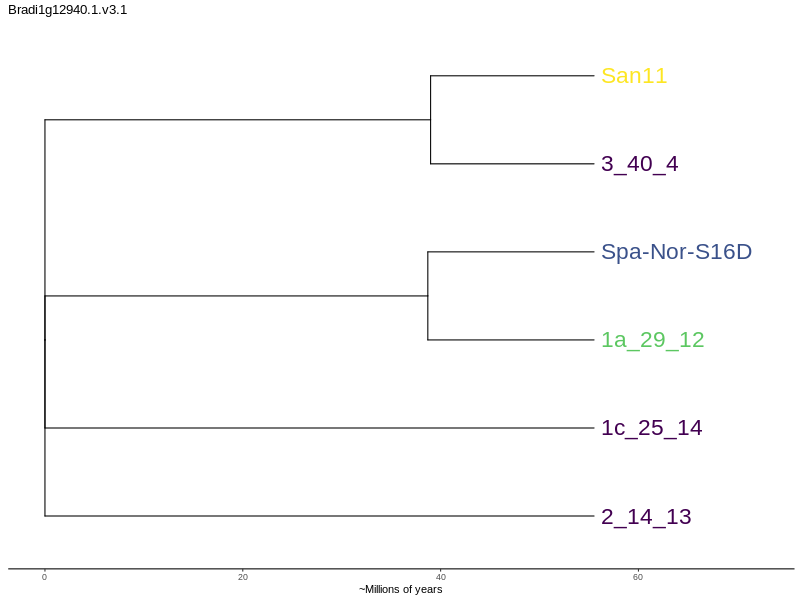 Bradi1g12940.1.v3.1
San11
3_40_4
Spa-Nor-S16D
1a_29_12
1c_25_14
2_14_13
0 20 40 60
~Millions of years